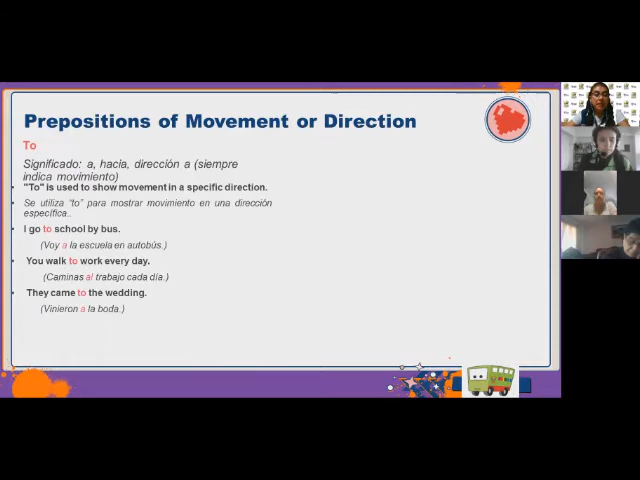 Prepositions of Movement or Direction
To
Significado: a, hacia, dirección a (siempre
indica movimiento)
"To" is used to show movement in a specific direction.
Se utiliza "to" para mostrar movimiento en una dirección
específica..
I go to school by bus.
(Voy a la escuela en autobús.)
You walk to work every day.
(Caminas al trabajo cada día.)
They came to the wedding.
(Vinieron a la boda.)